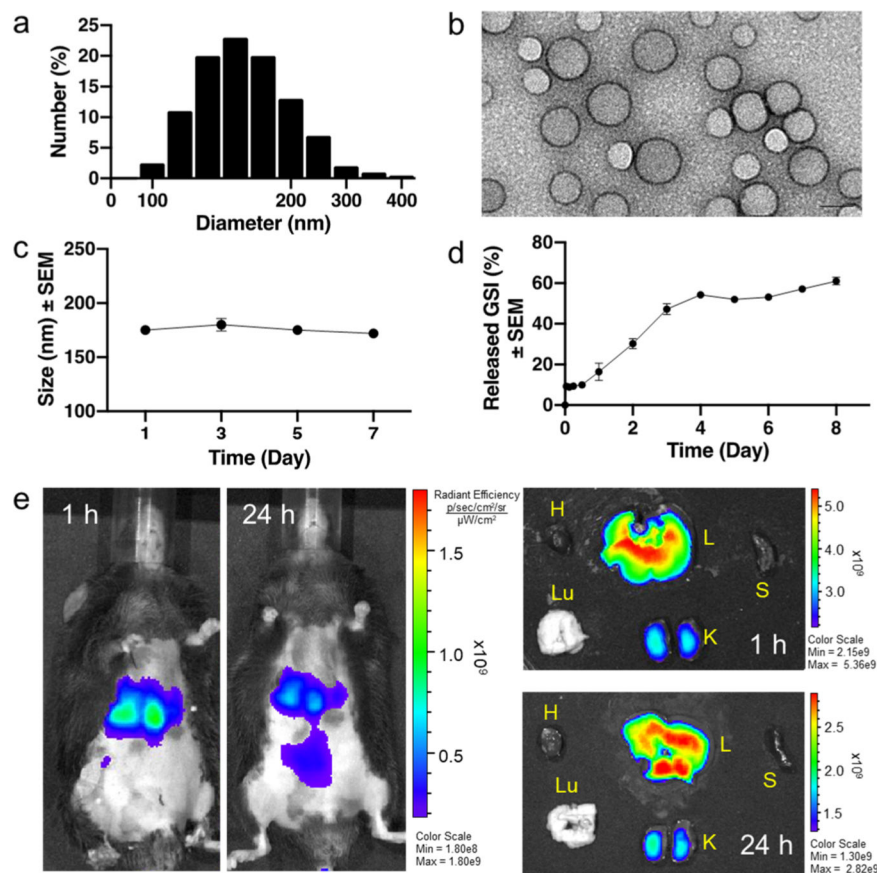 a
Number (%)
25
20
15
10
5
0
0 100 200 300 400
Diameter (nm)
b
c
Size (nm) ± SEM
250
200
150
100
1 3 5 7
Time (Day)
d
Released GSI (%)
± SEM
80
60
40
20
0
0 2 4 6 8
Time (Day)
e
1 h
24 h
Radiant Efficiency
p/sec/cm²/sr
µW/cm²
1.5
1.0
0.5
x10⁹
Color Scale
Min = 1.80e8
Max = 1.80e9
H
L
S
Lu
K
1 h
5.0
4.0
3.0
x10⁹
Color Scale
Min = 2.15e9
Max = 5.36e9
H
L
S
Lu
K
24 h
2.5
2.0
1.5
x10⁹
Color Scale
Min = 1.30e9
Max = 2.82e9